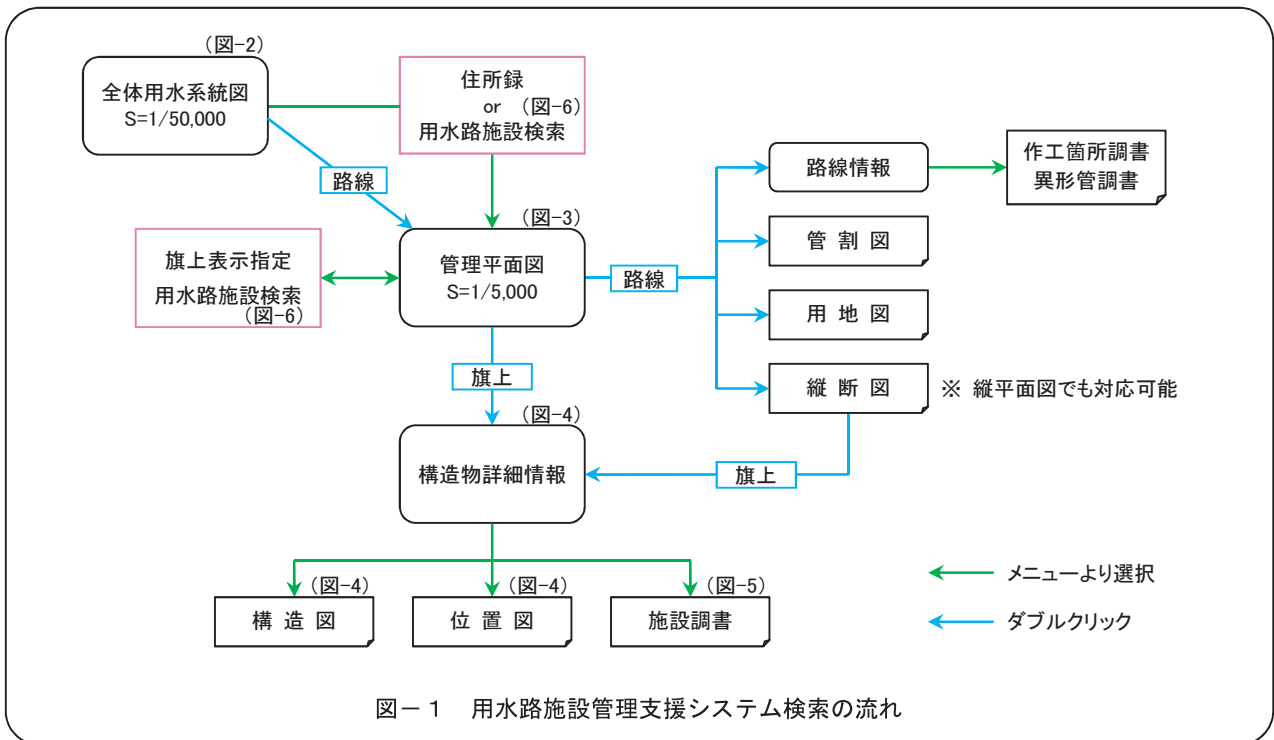 (図-2)
全体用水系統図
S=1/50,000
住所録
or (図-6)
用水路施設検索
路線
路線情報
作工箇所調書
異形管調書
(図-3)
管理平面図
S=1/5,000
旗上表示指定
用水路施設検索
(図-6)
路線
管 割 図
用 地 図
縦 断 図 ※ 縦平面図でも対応可能
旗上
(図-4)
構造物詳細情報
旗上
(図-4)
構 造 図
(図-4)
位 置 図
(図-5)
施設調書
メニューより選択
ダブルクリック
図-1 用水路施設管理支援システム検索の流れ